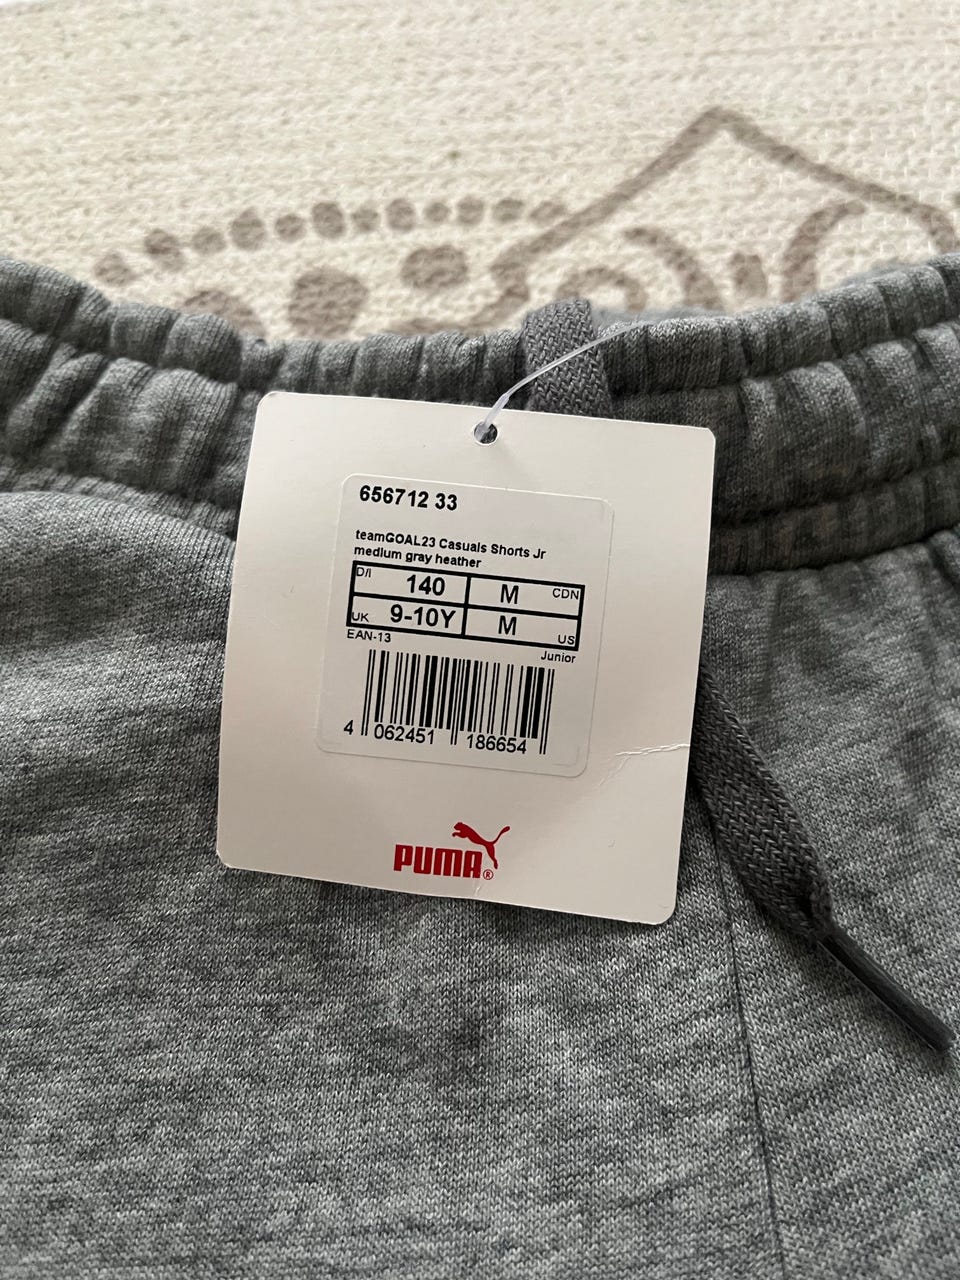 656712 33
teamGOAL23 Casuals Shorts Jr
medium gray heather
D/I 140 M CDN
UK 9-10Y M US
EAN-13
Junior
4 062451 186654
PUMA®